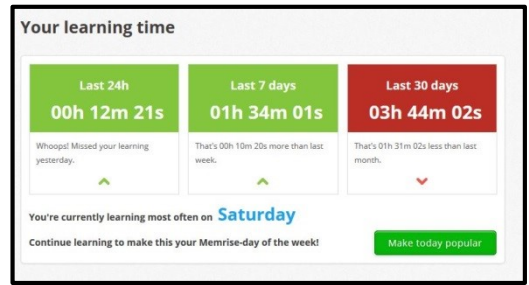 Your learning time
Last 24h
00h 12m 21s
Whoops! Missed your learning
yesterday.
Last 7 days
01h 34m 01s
That's 00h 10m 20s more than last
week.
Last 30 days
03h 44m 02s
That's 01h 31m 02s less than last
month.
You're currently learning most often on Saturday
Continue learning to make this your Memrise-day of the week!
Make today popular